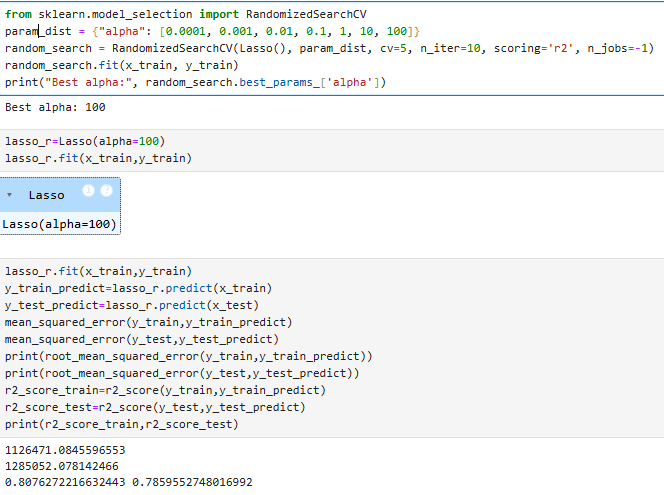 from sklearn.model_selection import RandomizedSearchCV
param_dist = {"alpha": [0.0001, 0.001, 0.01, 0.1, 1, 10, 100]}
random_search = RandomizedSearchCV(Lasso(), param_dist, cv=5, n_iter=10, scoring='r2', n_jobs=-1)
random_search.fit(x_train, y_train)
print("Best alpha:", random_search.best_params_['alpha'])
Best alpha: 100
lasso_r=Lasso(alpha=100)
lasso_r.fit(x_train,y_train)
Lasso i ?
Lasso(alpha=100)
lasso_r.fit(x_train,y_train)
y_train_predict=lasso_r.predict(x_train)
y_test_predict=lasso_r.predict(x_test)
mean_squared_error(y_train,y_train_predict)
mean_squared_error(y_test,y_test_predict)
print(root_mean_squared_error(y_train,y_train_predict))
print(root_mean_squared_error(y_test,y_test_predict))
r2_score_train=r2_score(y_train,y_train_predict)
r2_score_test=r2_score(y_test,y_test_predict)
print(r2_score_train,r2_score_test)
1126471.0845596553
1285052.078142466
0.8076272216632443 0.7859552748016992